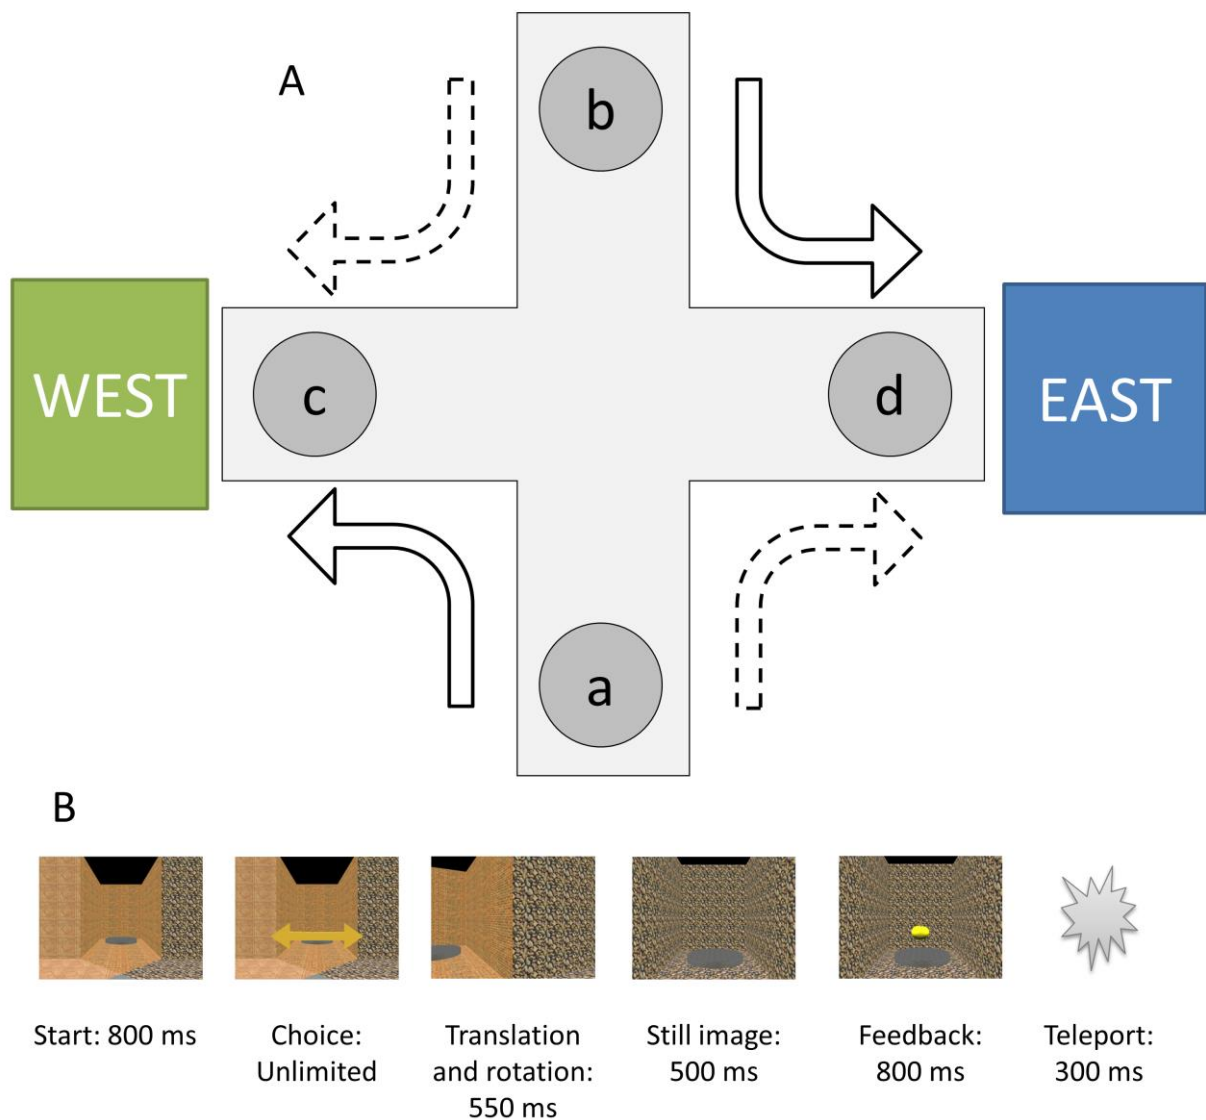 A
b
WEST
c
d
EAST
a
B
Start: 800 ms
Choice:
Unlimited
Translation
and rotation:
550 ms
Still image:
500 ms
Feedback:
800 ms
Teleport:
300 ms